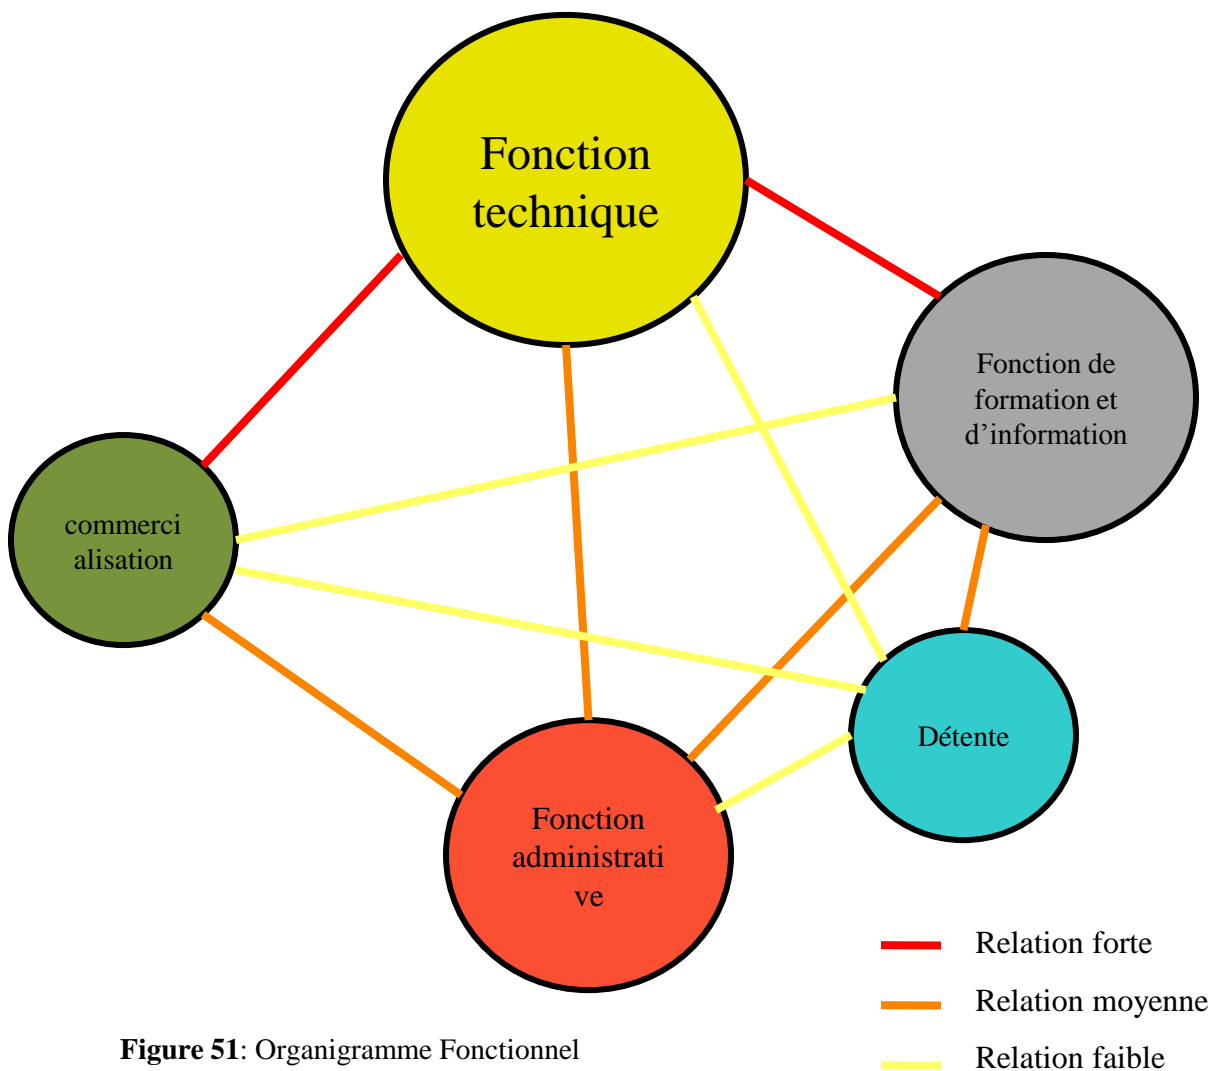 Fonction
technique
Fonction de
formation et
d’information
commerci
alisation
Détente
Fonction
administrati
ve
Relation forte
Relation moyenne
Relation faible
Figure 51: Organigramme Fonctionnel